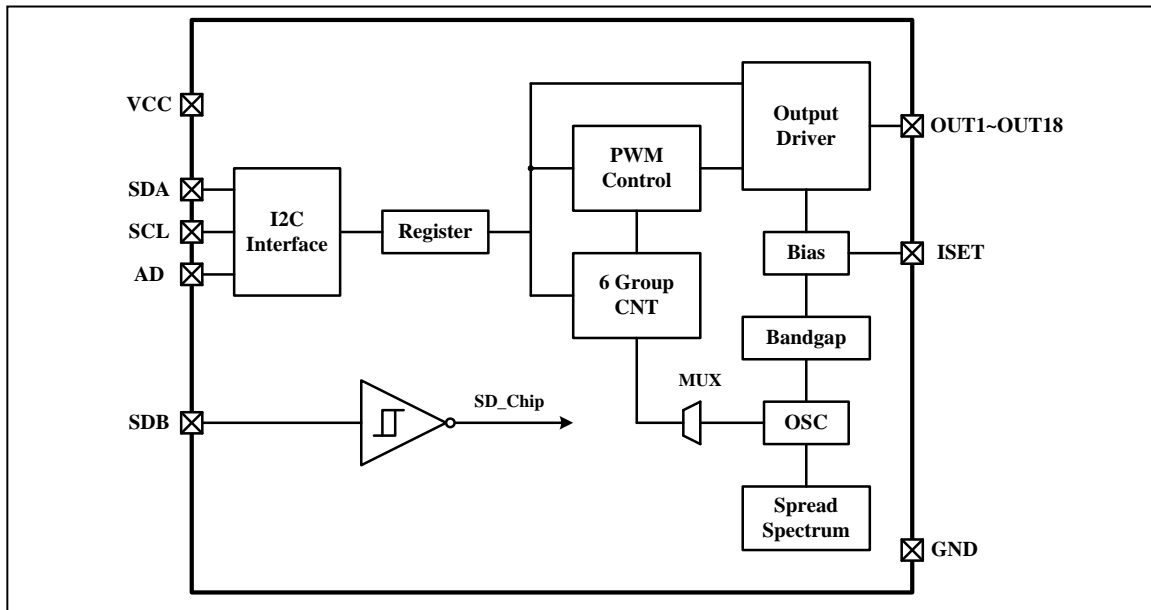 VCC
SDA
SCL
AD
SDB
I2C
Interface
Register
PWM
Control
6 Group
CNT
Output
Driver
Bias
Bandgap
MUX
OSC
Spread
Spectrum
SD_Chip
OUT1~OUT18
ISET
GND